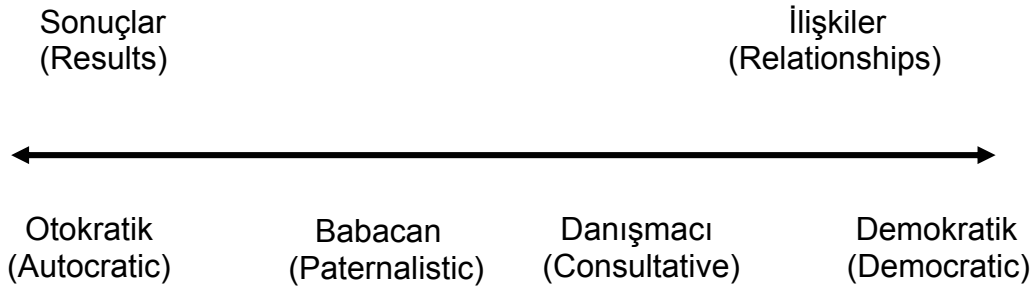 Sonuçlar
(Results)
İlişkiler
(Relationships)
Otokratik
(Autocratic)
Babacan
(Paternalistic)
Danışmacı
(Consultative)
Demokratik
(Democratic)